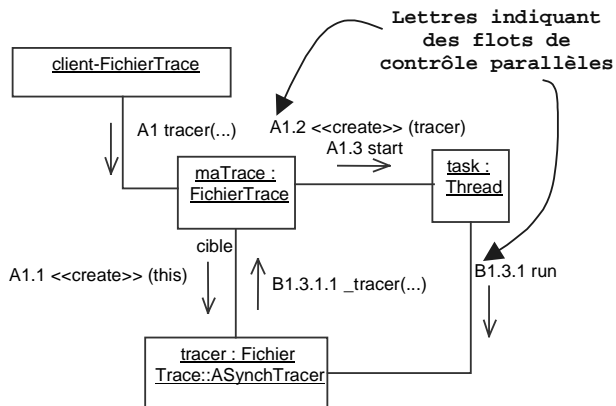 Lettres indiquant
des flots de
contrôle parallèles
client-FichierTrace
A1 tracer(...)
A1.2 <<create>> (tracer)
A1.3 start
maTrace :
FichierTrace
task :
Thread
cible
A1.1 <<create>> (this)
B1.3.1.1 _tracer(...)
B1.3.1 run
tracer : Fichier
Trace::ASynchTracer